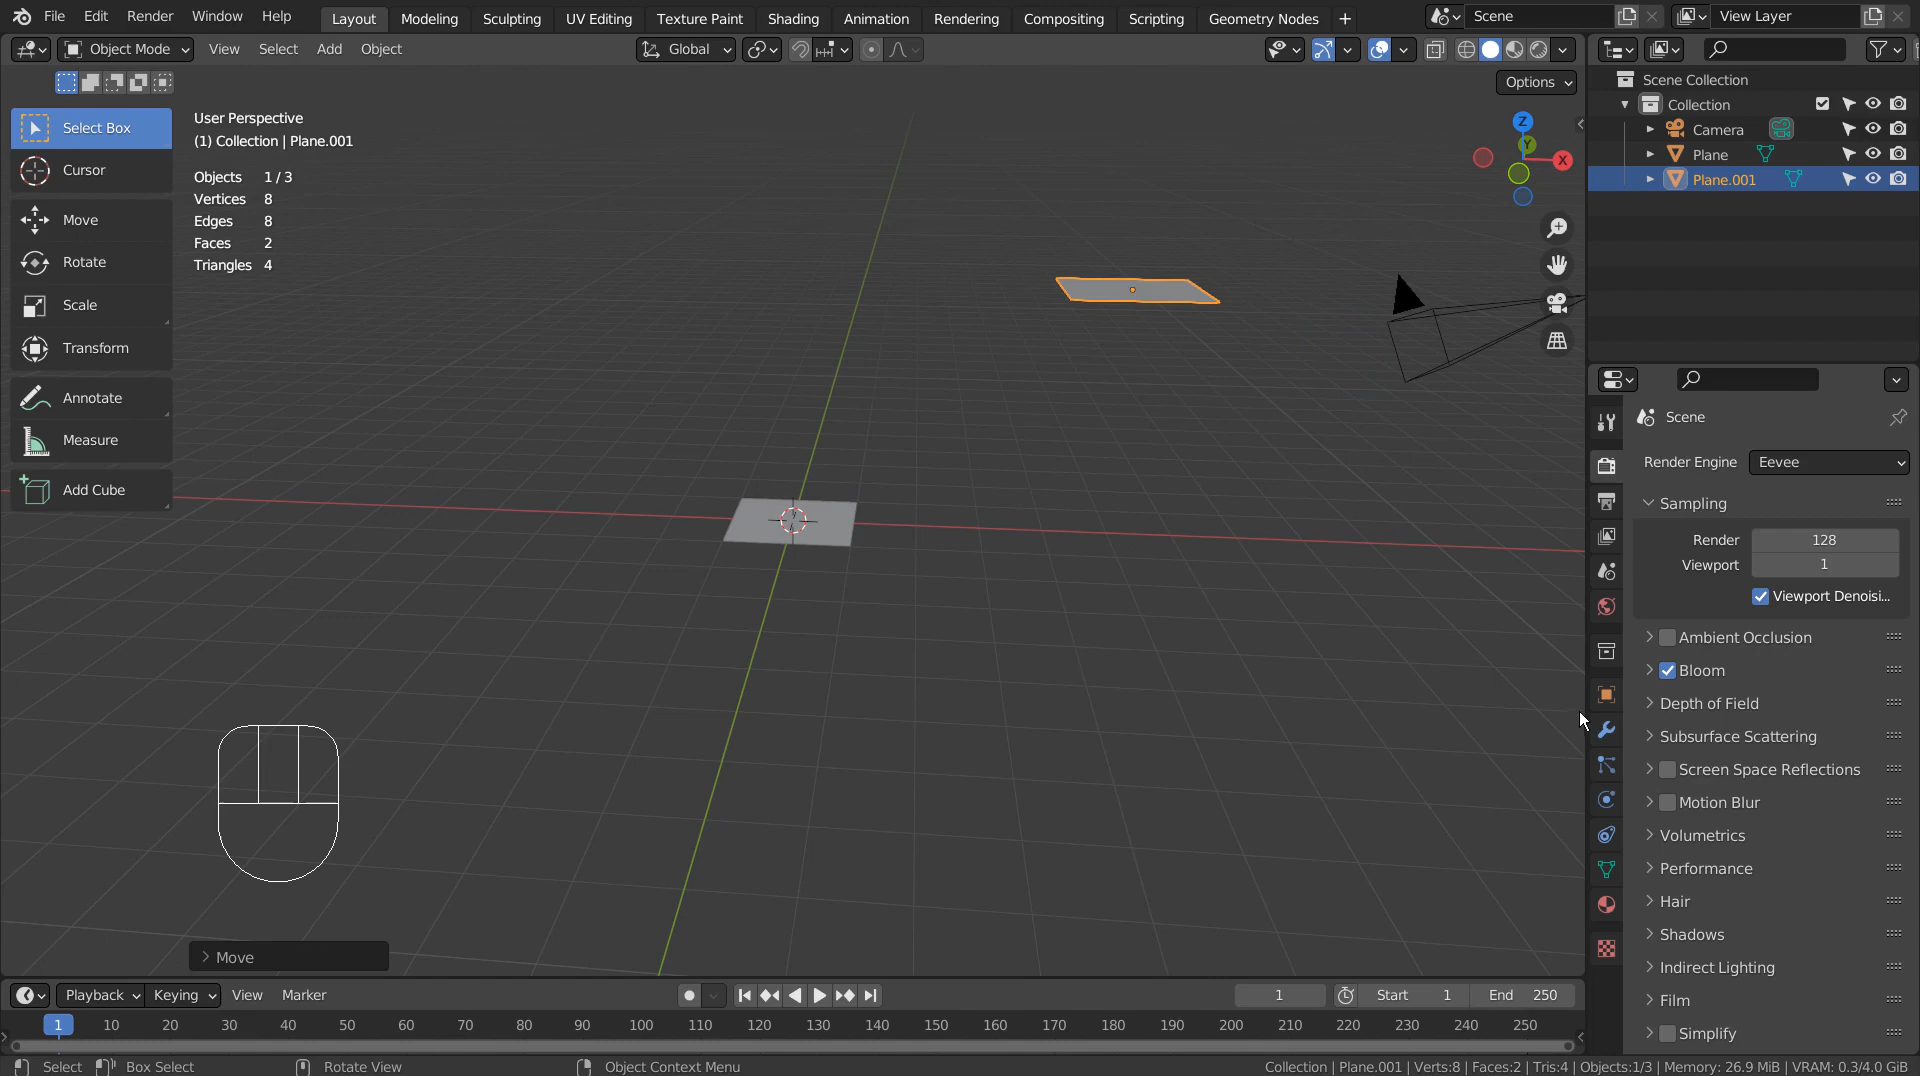 File Edit Render Window Help Layout Modeling Sculpting UV Editing Texture Paint Shading Animation Rendering Compositing Scripting Geometry Nodes + Scene View Layer
Object Mode View Select Add Object Global
Options
Select Box
Cursor
Move
Rotate
Scale
Transform
Annotate
Measure
Add Cube
User Perspective
(1) Collection | Plane.001
Objects 1 / 3
Vertices 8
Edges 8
Faces 2
Triangles 4
Z
Y
X
Move
Scene Collection
Collection
Camera
Plane
Plane.001
Scene
Render Engine Eevee
Sampling
Render 128
Viewport 1
Viewport Denoisi...
Ambient Occlusion
Bloom
Depth of Field
Subsurface Scattering
Screen Space Reflections
Motion Blur
Volumetrics
Performance
Hair
Shadows
Indirect Lighting
Film
Simplify
Playback Keying View Marker 1 Start 1 End 250
1 10 20 30 40 50 60 70 80 90 100 110 120 130 140 150 160 170 180 190 200 210 220 230 240 250
Select Box Select Rotate View Object Context Menu Collection | Plane.001 | Verts:8 | Faces:2 | Tris:4 | Objects:1/3 | Memory: 26.9 MiB | VRAM: 0.3/4.0 GiB